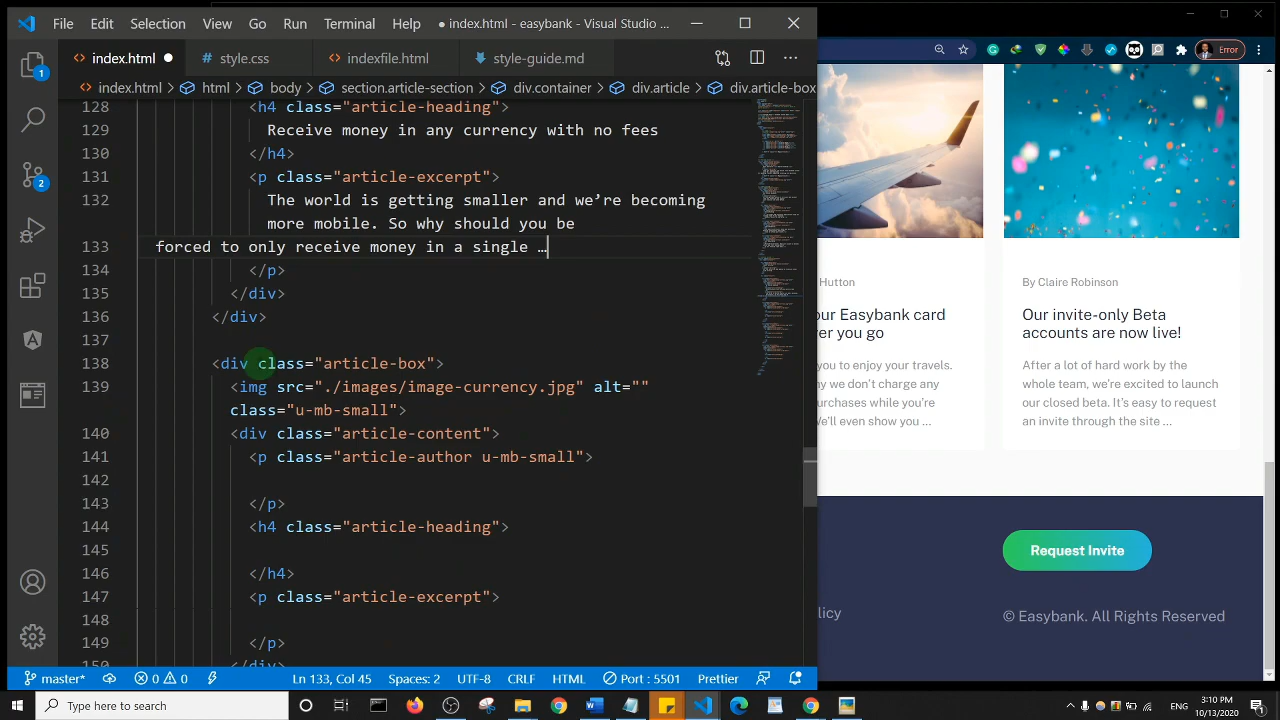 File Edit Selection View Go Run Terminal Help
● index.html - easybank - Visual Studio ...
index.html ● # style.css indexfile.html style-guide.md
Error
index.html > html > body > section.article-section > div.container > div.article > div.article-box
128 <h4 class="article-heading">
129 Receive money in any currency with no fees
130 </h4>
131 <p class="article-excerpt">
132 The world is getting smaller and we're becoming
more mobile. So why should you be
133 forced to only receive money in a single …
134 </p>
135 </div>
136 </div>
137
138 <div class="article-box">
139 <img src="./images/image-currency.jpg" alt=""
class="u-mb-small">
140 <div class="article-content">
141 <p class="article-author u-mb-small">
142
143 </p>
144 <h4 class="article-heading">
145
146 </h4>
147 <p class="article-excerpt">
148
149 </p>
150 </div>
1
2
Hutton
our Easybank card
ver you go
you to enjoy your travels.
hy we don't charge any
urchases while you're
We'll even show you ...
By Claire Robinson
Our invite-only Beta
accounts are now live!
After a lot of hard work by the
whole team, we're excited to launch
our closed beta. It's easy to request
an invite through the site ...
Request Invite
licy
© Easybank. All Rights Reserved
master* 0 0 Ln 133, Col 45 Spaces: 2 UTF-8 CRLF HTML Port : 5501 Prettier
Type here to search
ENG
3:10 PM
10/13/2020